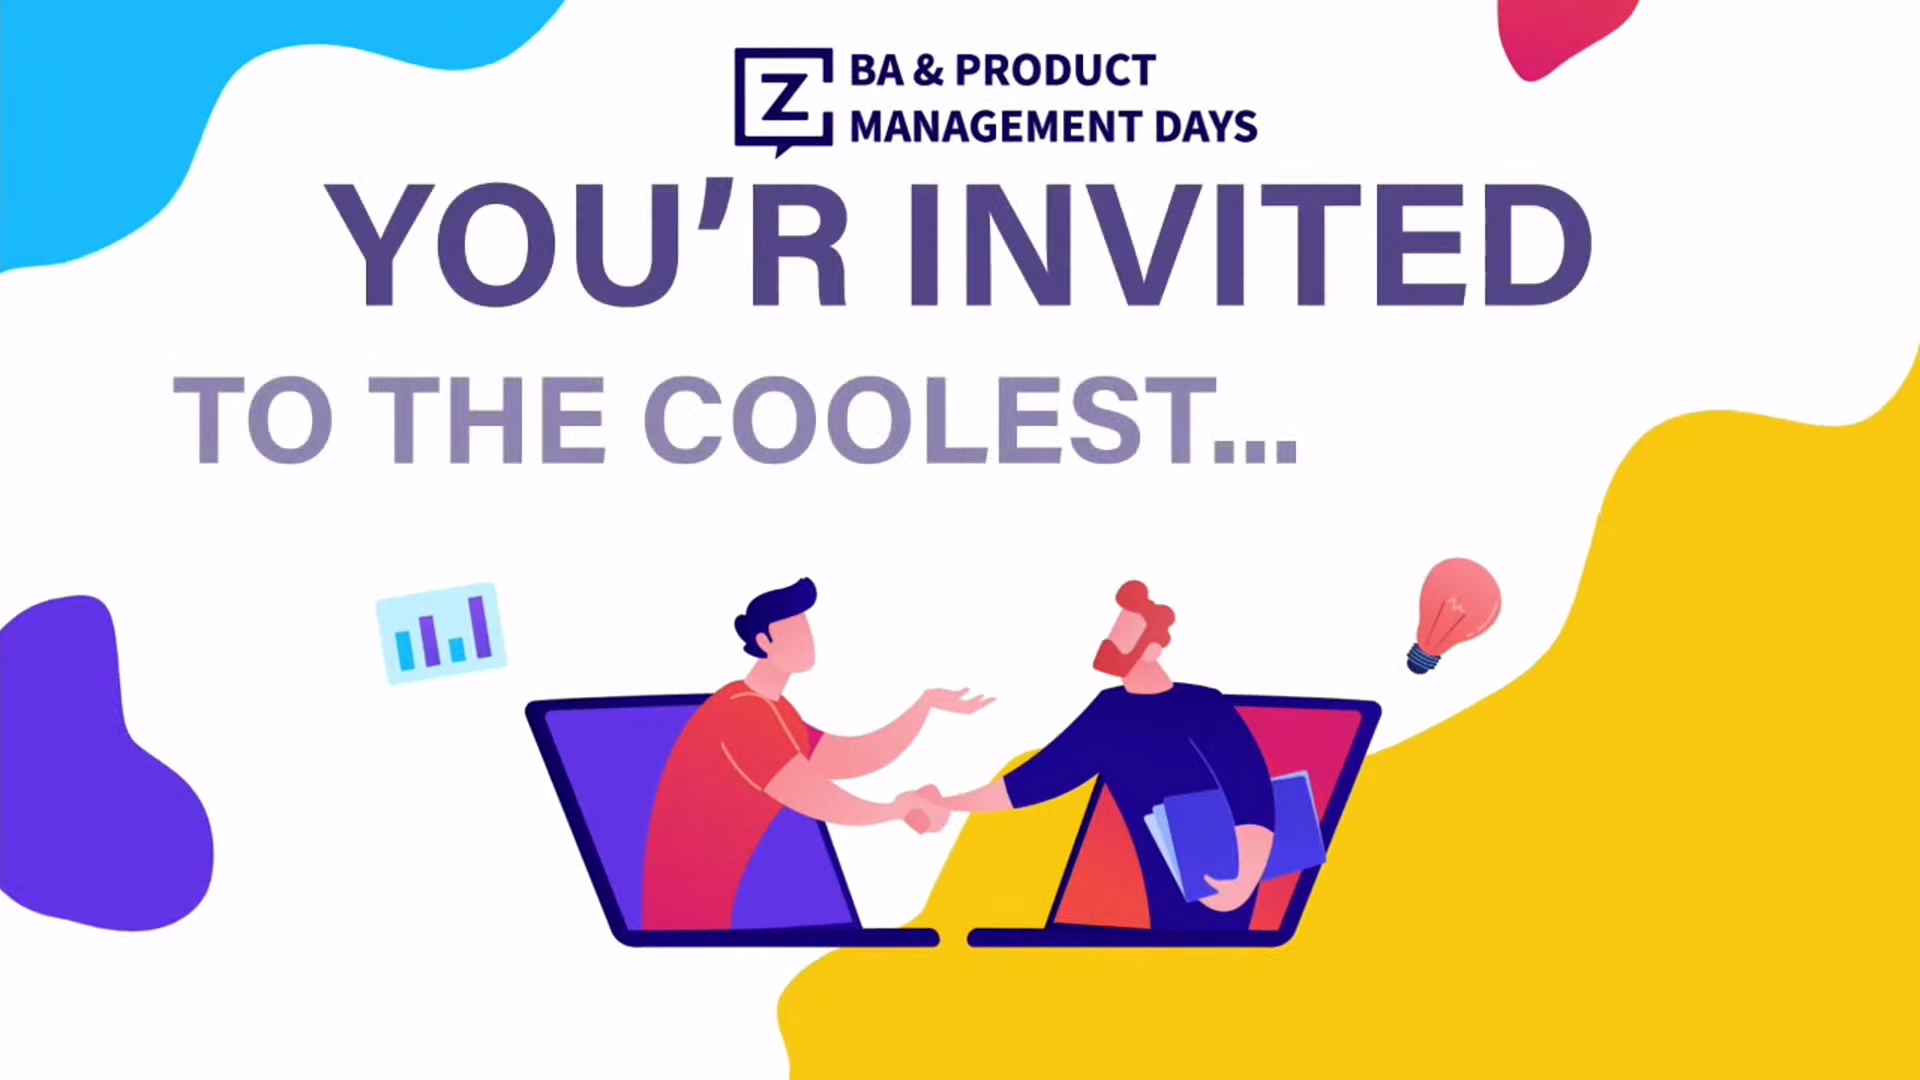 Z
BA & PRODUCT
MANAGEMENT DAYS
YOU’R INVITED
TO THE COOLEST...